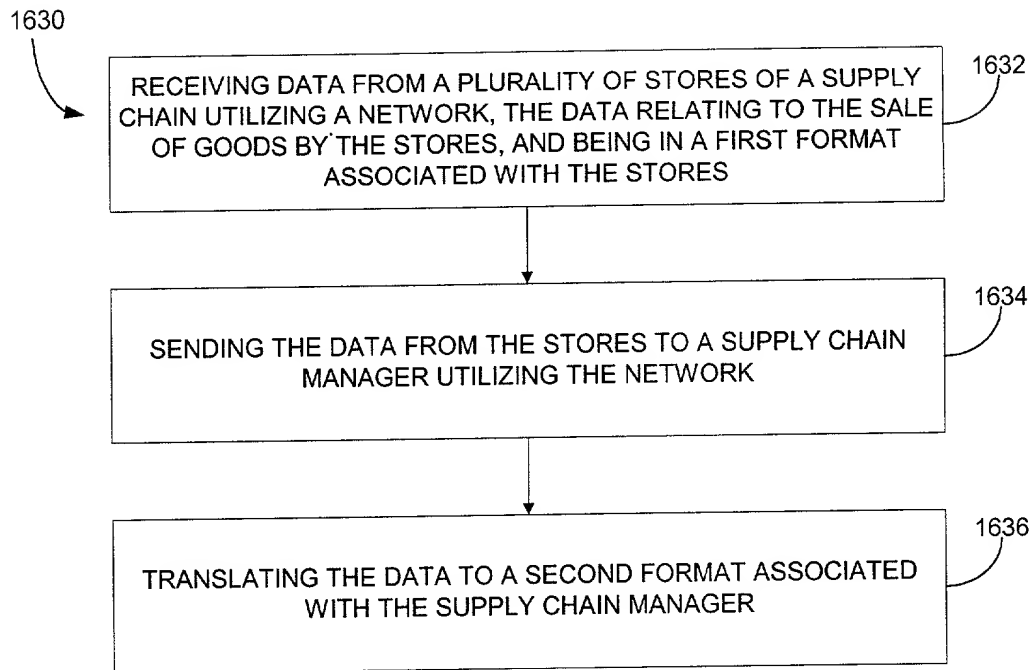 1630
RECEIVING DATA FROM A PLURALITY OF STORES OF A SUPPLY
CHAIN UTILIZING A NETWORK, THE DATA RELATING TO THE SALE
OF GOODS BY THE STORES, AND BEING IN A FIRST FORMAT
ASSOCIATED WITH THE STORES
1632
SENDING THE DATA FROM THE STORES TO A SUPPLY CHAIN
MANAGER UTILIZING THE NETWORK
1634
TRANSLATING THE DATA TO A SECOND FORMAT ASSOCIATED
WITH THE SUPPLY CHAIN MANAGER
1636